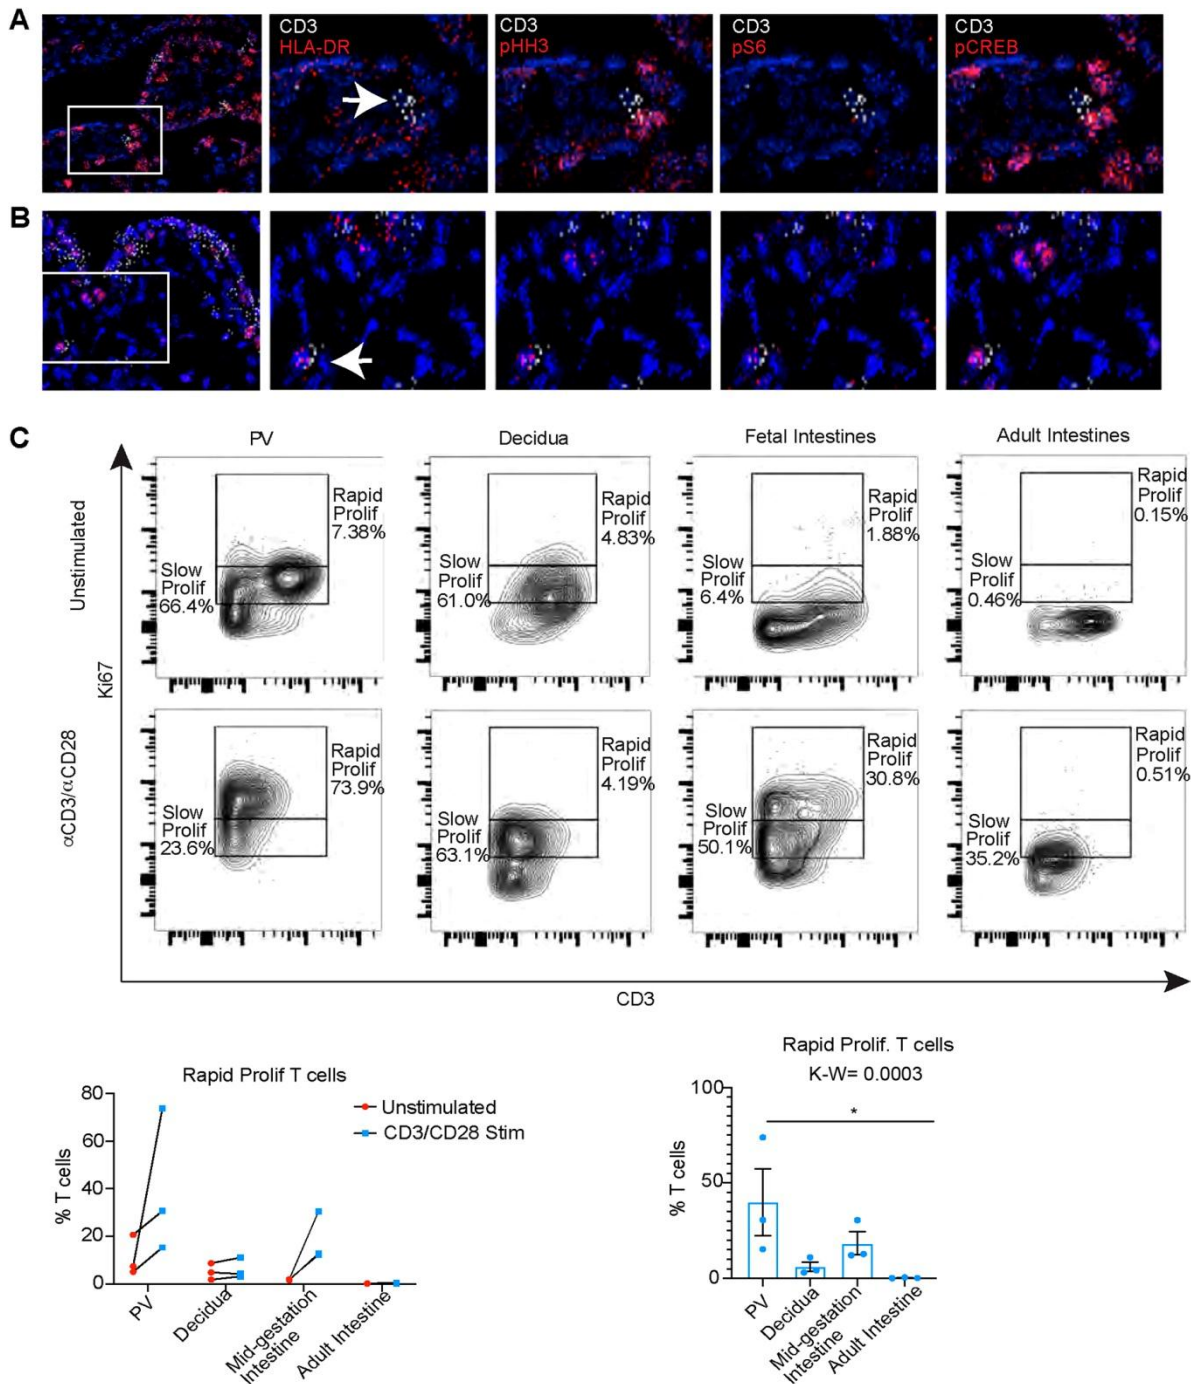 A
CD3
HLA-DR
CD3
pHH3
CD3
pS6
CD3
pCREB
B
C
PV
Decidua
Fetal Intestines
Adult Intestines
Unstimulated
Rapid
Prolif
7.38%
Slow
Prolif
66.4%
Rapid
Prolif
4.83%
Slow
Prolif
61.0%
Rapid
Prolif
1.88%
Slow
Prolif
6.4%
Rapid
Prolif
0.15%
Slow
Prolif
0.46%
Ki67
αCD3/αCD28
Rapid
Prolif
73.9%
Slow
Prolif
23.6%
Rapid
Prolif
4.19%
Slow
Prolif
63.1%
Rapid
Prolif
30.8%
Slow
Prolif
50.1%
Rapid
Prolif
0.51%
Slow
Prolif
35.2%
CD3
Rapid Prolif T cells
Unstimulated
CD3/CD28 Stim
% T cells
80
60
40
20
0
PV
Decidua
Mid-gestation
Intestine
Adult Intestine
Rapid Prolif. T cells
K-W= 0.0003
*
% T cells
100
50
0
PV
Decidua
Mid-gestation
Intestine
Adult Intestine